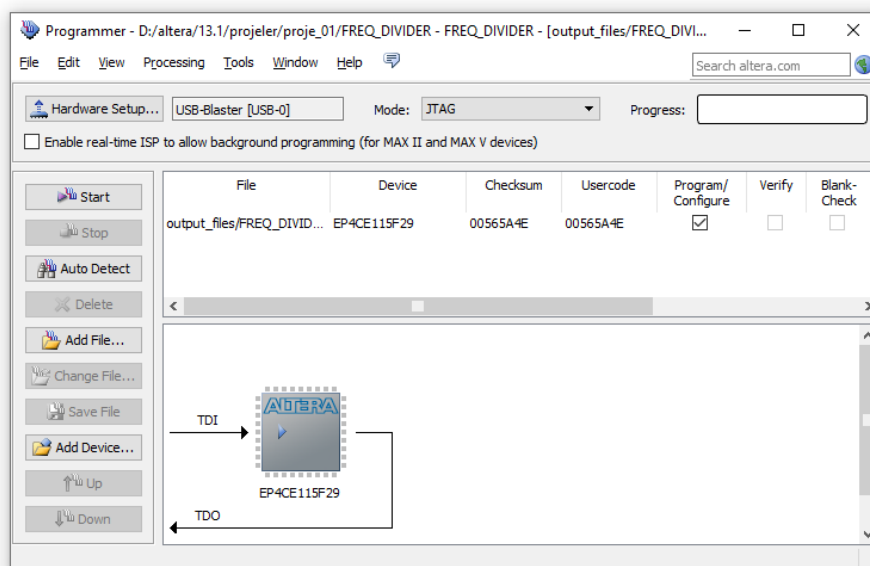 Programmer - D:/altera/13.1/projeler/proje_01/FREQ_DIVIDER - FREQ_DIVIDER - [output_files/FREQ_DIVI...
File Edit View Processing Tools Window Help
Search altera.com
Hardware Setup... USB-Blaster [USB-0] Mode: JTAG Progress:
Enable real-time ISP to allow background programming (for MAX II and MAX V devices)
Start
Stop
Auto Detect
Delete
Add File...
Change File...
Save File
Add Device...
Up
Down
File Device Checksum Usercode Program/ Verify Blank-
Configure Check
output_files/FREQ_DIVID... EP4CE115F29 00565A4E 00565A4E
ALTERA
TDI
EP4CE115F29
TDO